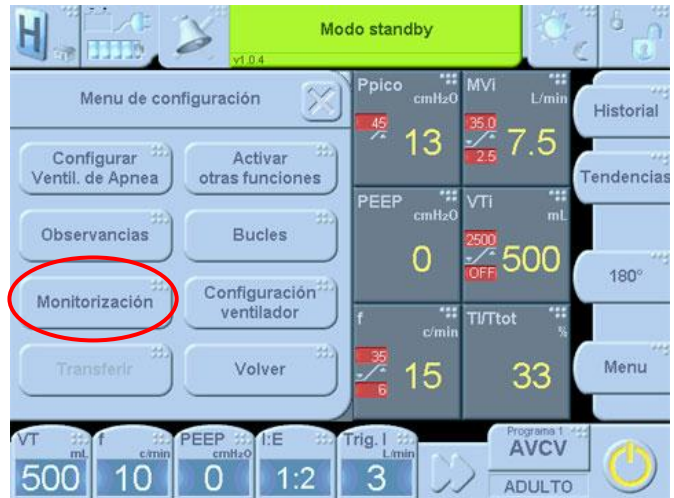 H
Modo standby
v1.0.4
Menu de configuración
Configurar
Ventil. de Apnea
Activar
otras funciones
Observancias
Bucles
Monitorización
Configuración
ventilador
Transferir
Volver
Ppico
cmH2O
45
13
MVi
L/min
35.0
2.5
7.5
PEEP
cmH2O
0
VTi
mL
2500
OFF
500
f
c/min
35
6
15
TI/Ttot
%
33
Historial
Tendencias
180°
Menu
VT
mL
500
f
c/min
10
PEEP
cmH2O
0
I:E
1:2
Trig. I
L/min
3
Programa 1
AVCV
ADULTO